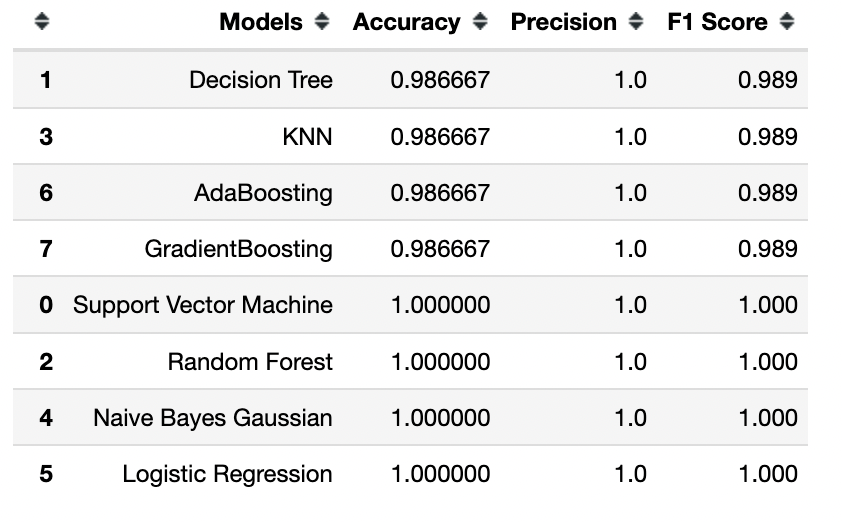 Models Accuracy Precision F1 Score
1 Decision Tree 0.986667 1.0 0.989
3 KNN 0.986667 1.0 0.989
6 AdaBoosting 0.986667 1.0 0.989
7 GradientBoosting 0.986667 1.0 0.989
0 Support Vector Machine 1.000000 1.0 1.000
2 Random Forest 1.000000 1.0 1.000
4 Naive Bayes Gaussian 1.000000 1.0 1.000
5 Logistic Regression 1.000000 1.0 1.000